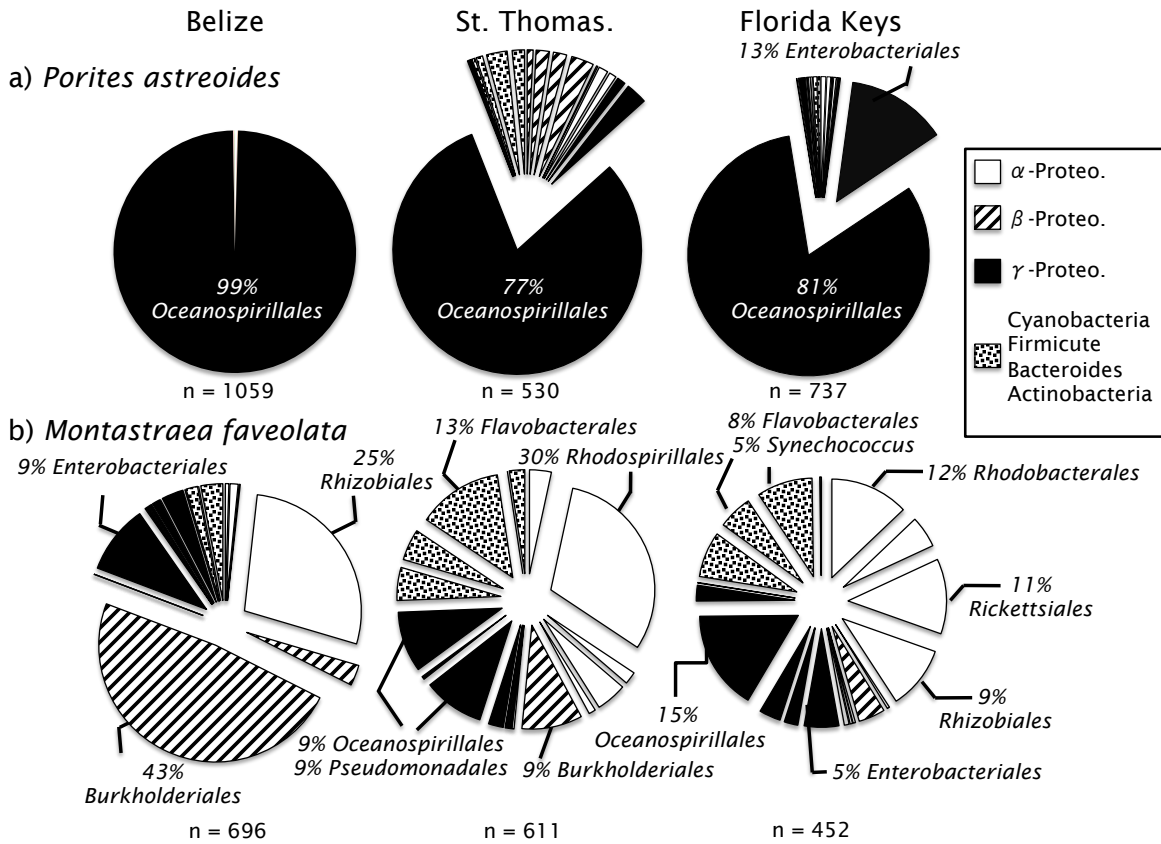 Belize
St. Thomas.
Florida Keys
a) Porites astreoides
13% Enterobacteriales
99%
Oceanospirillales
77%
Oceanospirillales
81%
Oceanospirillales
n = 1059
n = 530
n = 737
α -Proteo.
β -Proteo.
γ -Proteo.
Cyanobacteria
Firmicute
Bacteroides
Actinobacteria
b) Montastraea faveolata
9% Enterobacteriales
25%
Rhizobiales
43%
Burkholderiales
13% Flavobacterales
30% Rhodospirillales
9% Oceanospirillales
9% Pseudomonadales
9% Burkholderiales
8% Flavobacterales
5% Synechococcus
12% Rhodobacterales
11%
Rickettsiales
9%
Rhizobiales
15%
Oceanospirillales
5% Enterobacteriales
n = 696
n = 611
n = 452